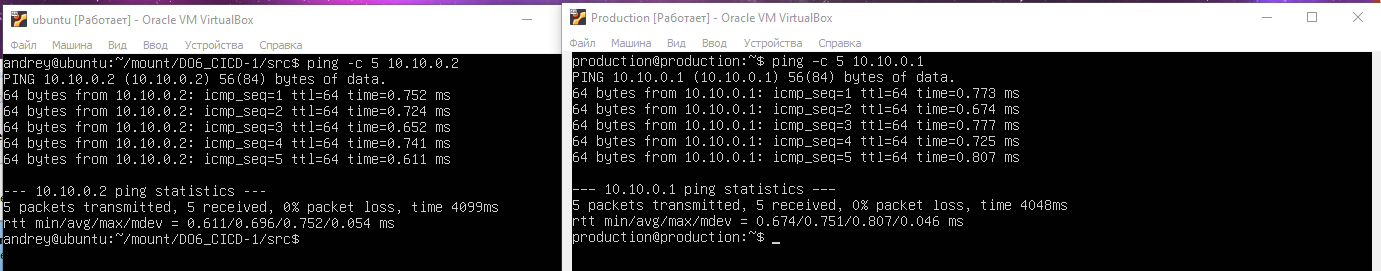 ubuntu [Работает] - Oracle VM VirtualBox
Файл Машина Вид Ввод Устройства Справка
andrey@ubuntu:~/mount/DO6_CICD-1/src$ ping -c 5 10.10.0.2
PING 10.10.0.2 (10.10.0.2) 56(84) bytes of data.
64 bytes from 10.10.0.2: icmp_seq=1 ttl=64 time=0.752 ms
64 bytes from 10.10.0.2: icmp_seq=2 ttl=64 time=0.724 ms
64 bytes from 10.10.0.2: icmp_seq=3 ttl=64 time=0.652 ms
64 bytes from 10.10.0.2: icmp_seq=4 ttl=64 time=0.741 ms
64 bytes from 10.10.0.2: icmp_seq=5 ttl=64 time=0.611 ms
--- 10.10.0.2 ping statistics ---
5 packets transmitted, 5 received, 0% packet loss, time 4099ms
rtt min/avg/max/mdev = 0.611/0.696/0.752/0.054 ms
andrey@ubuntu:~/mount/DO6_CICD-1/src$
Production [Работает] - Oracle VM VirtualBox
Файл Машина Вид Ввод Устройства Справка
production@production:~$ ping -c 5 10.10.0.1
PING 10.10.0.1 (10.10.0.1) 56(84) bytes of data.
64 bytes from 10.10.0.1: icmp_seq=1 ttl=64 time=0.773 ms
64 bytes from 10.10.0.1: icmp_seq=2 ttl=64 time=0.674 ms
64 bytes from 10.10.0.1: icmp_seq=3 ttl=64 time=0.777 ms
64 bytes from 10.10.0.1: icmp_seq=4 ttl=64 time=0.725 ms
64 bytes from 10.10.0.1: icmp_seq=5 ttl=64 time=0.807 ms
--- 10.10.0.1 ping statistics ---
5 packets transmitted, 5 received, 0% packet loss, time 4048ms
rtt min/avg/max/mdev = 0.674/0.751/0.807/0.046 ms
production@production:~$ _